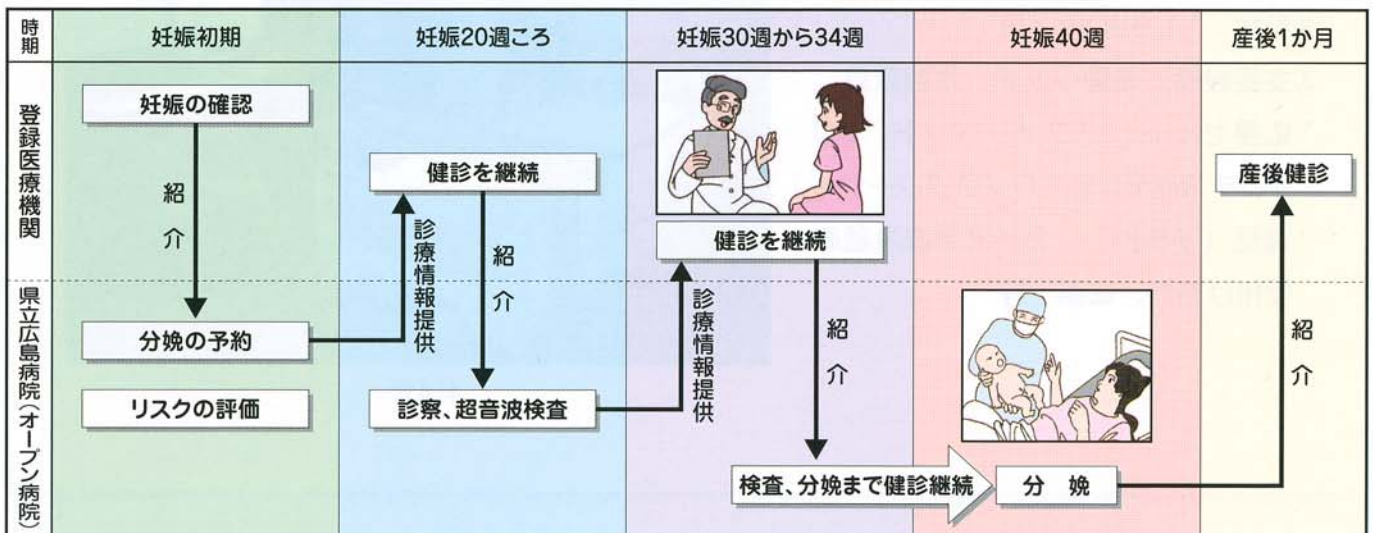 時期
妊娠初期
妊娠20週ころ
妊娠30週から34週
妊娠40週
産後1か月
登録医療機関
妊娠の確認
紹介
健診を継続
診療情報提供
紹介
健診を継続
診療情報提供
紹介
産後健診
紹介
県立広島病院(オープン病院)
分娩の予約
リスクの評価
診察、超音波検査
検査、分娩まで健診継続
分娩